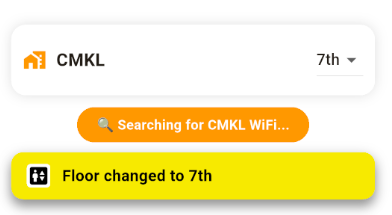 CMKL
7th
🔍 Searching for CMKL WiFi...
Floor changed to 7th